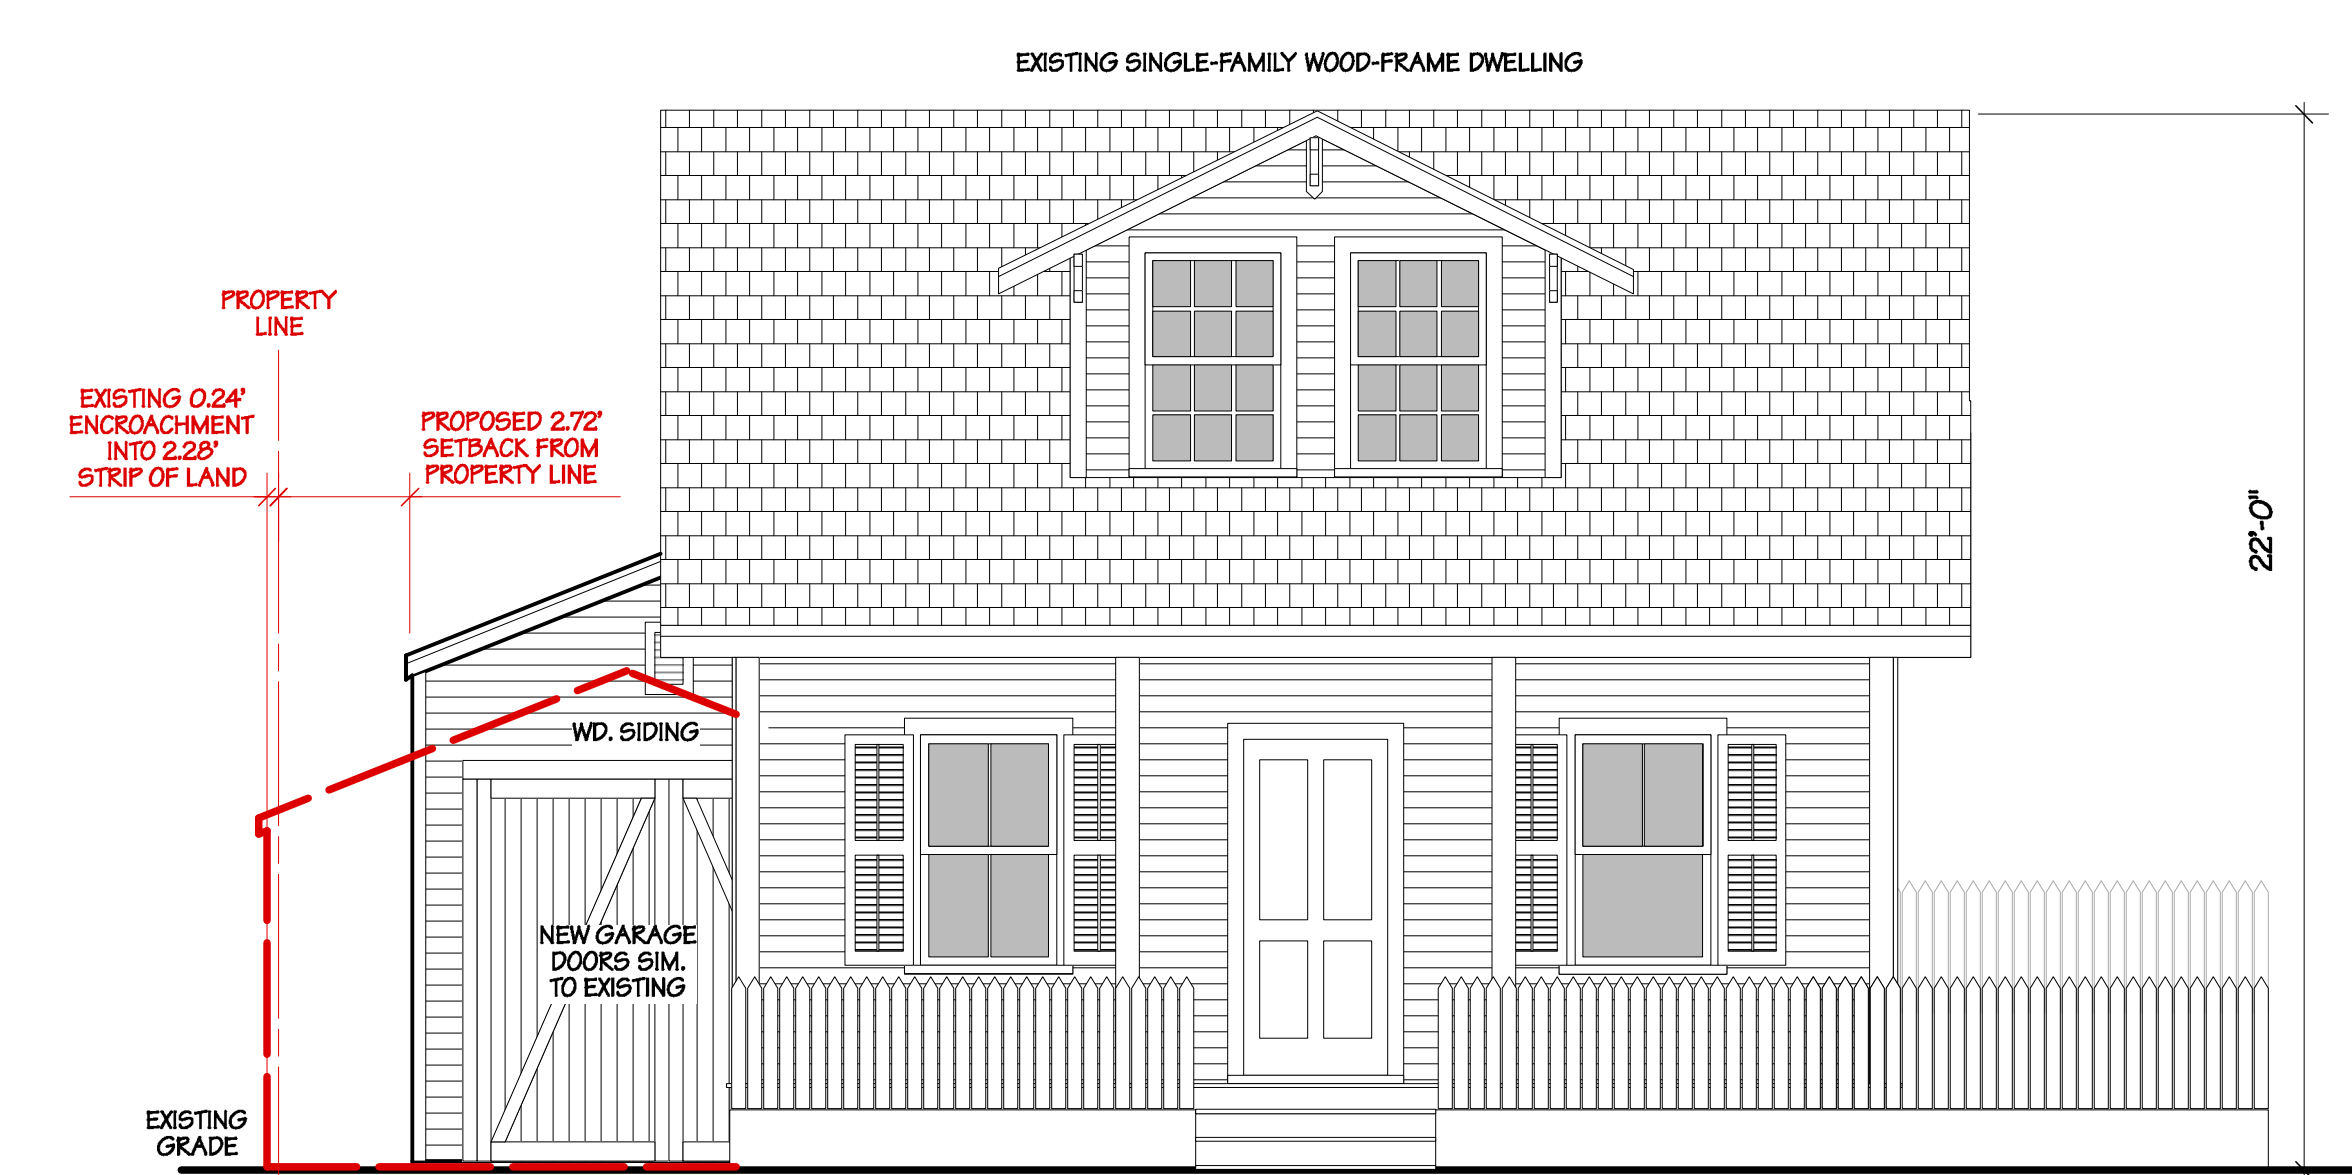 EXISTING SINGLE-FAMILY WOOD-FRAME DWELLING
PROPERTY
LINE
EXISTING 0.24'
ENCROACHMENT
INTO 2.28'
STRIP OF LAND
PROPOSED 2.72'
SETBACK FROM
PROPERTY LINE
22'-0"
WD. SIDING
NEW GARAGE
DOORS SIM.
TO EXISTING
EXISTING
GRADE